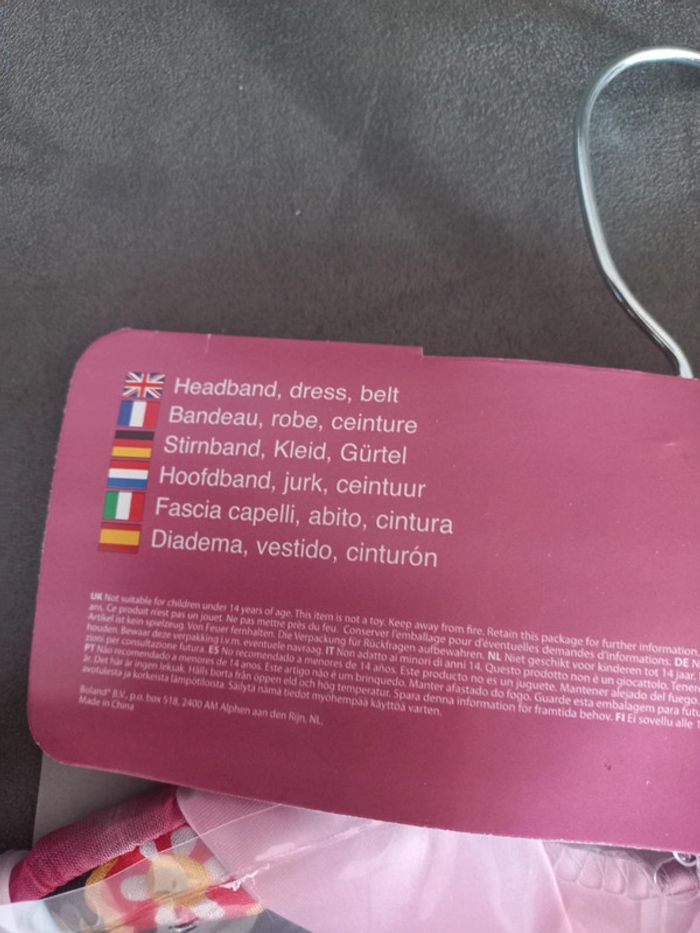 Headband, dress, belt
Bandeau, robe, ceinture
Stirnband, Kleid, Gürtel
Hoofdband, jurk, ceintuur
Fascia capelli, abito, cintura
Diadema, vestido, cinturón
UK Not suitable for children under 14 years of age. This item is not a toy. Keep away from fire. Retain this package for further information.
ans. Ce produit n'est pas un jouet. Ne pas mettre près du feu. Conserver l'emballage pour d'éventuelles demandes d'informations. DE
Artikel ist kein spielzeug. Von Feuer fernhalten. Die Verpackung für Rückfragen aufbewahren. NL Niet geschikt voor kinderen tot 14 jaar.
houden. Bewaar deze verpakking i.v.m. eventuele navraag. IT Non adatto ai minori di anni 14. Questo prodotto non è un giocattolo.
zioni per consultazione futura. ES No recomendado a menores de 14 años. Este producto no es un juguete. Mantener alejado del fuego.
PT Não recomendado a menores de 14 anos. Este artigo não é um brinquedo. Manter afastado do fogo. Guarde esta embalagem para
år. Det här är ingen leksak. Hålls borta från öppen eld och hög temperatur. Spara denna information för framtida behov. FI Ei sovellu alle
avotulesta ja korkeista lämpötiloista. Säilytä nämä tiedot myöhempää käyttöä varten.
Boland® B.V., p.o. box 518, 2400 AM Alphen aan den Rijn, NL.
Made in China